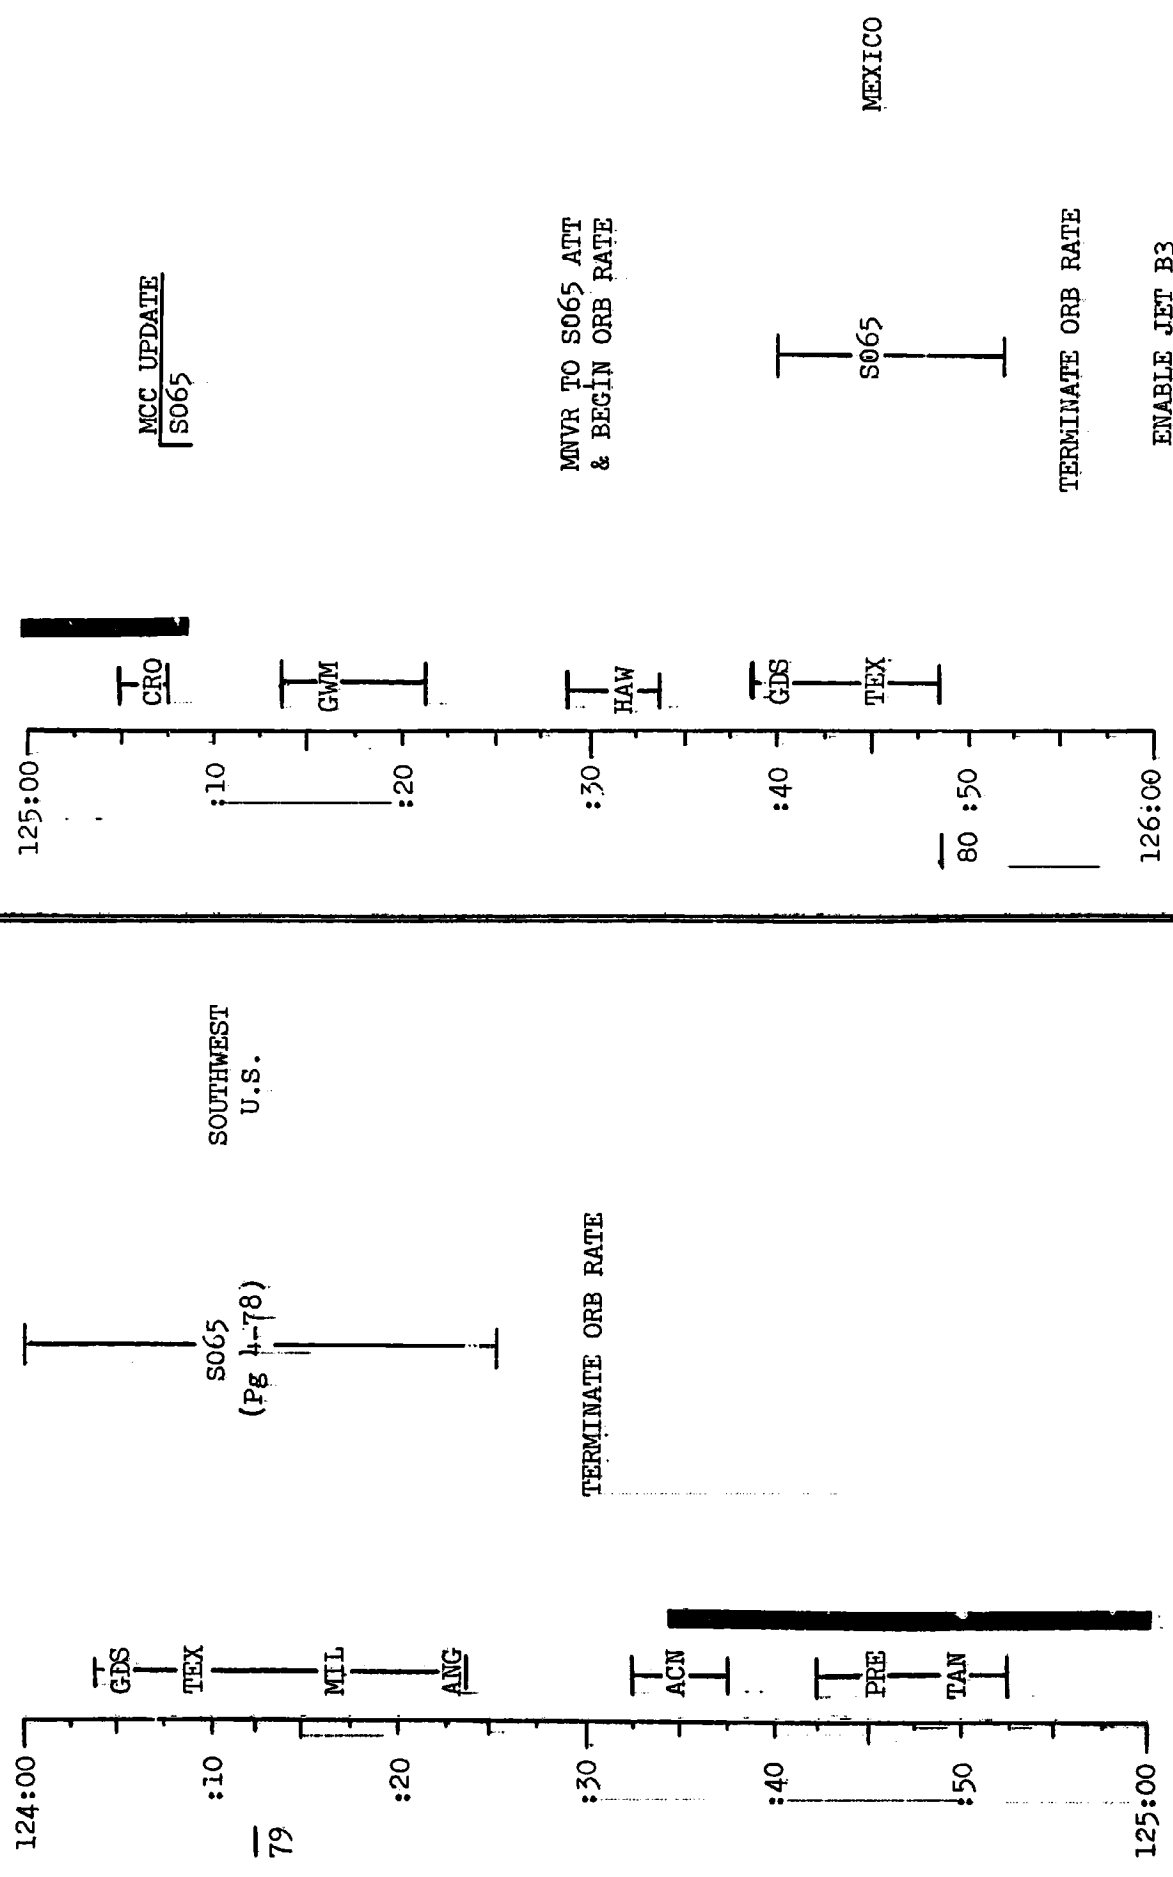 124:00
:10
79
:20
:30
:40
:50
125:00
GDS
TEX
MIL
ANG
ACN
PRE
TAN
S065
(Pg 4-78)
SOUTHWEST
U.S.
TERMINATE ORB RATE
125:00
:10
:20
:30
:40
80
:50
126:00
CRO
GWM
HAW
GDS
TEX
MCC UPDATE
S065
MNVR TO S065 ATT
& BEGIN ORB RATE
S065
MEXICO
TERMINATE ORB RATE
ENABLE JET B3